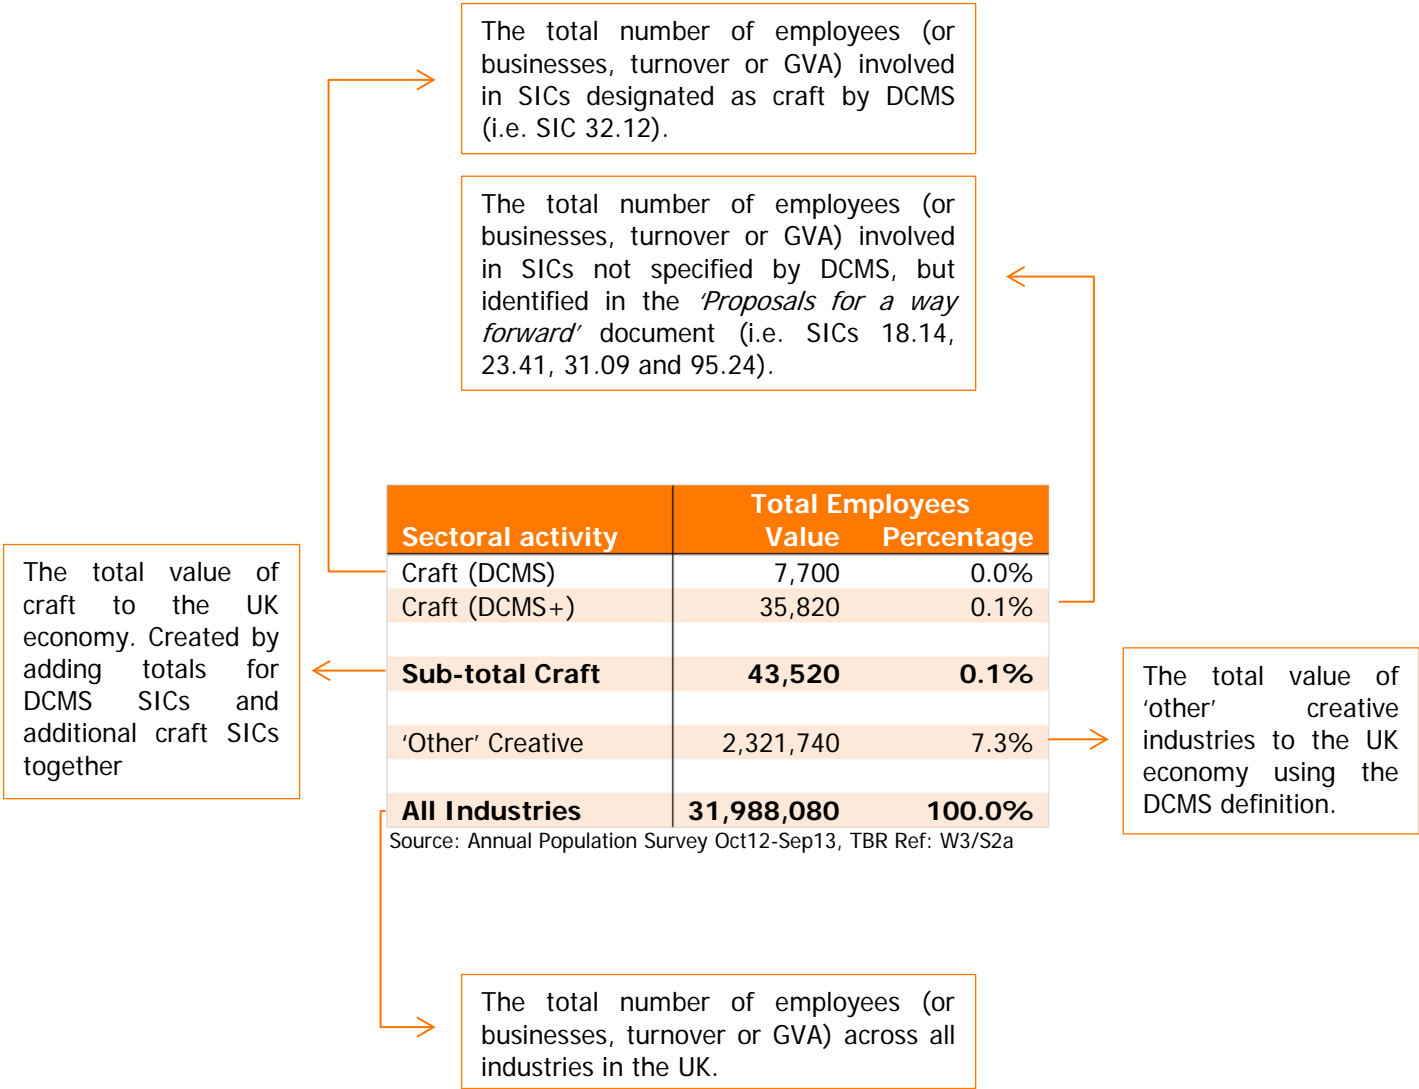 The total number of employees (or
businesses, turnover or GVA) involved
in SICs designated as craft by DCMS
(i.e. SIC 32.12).
The total number of employees (or
businesses, turnover or GVA) involved
in SICs not specified by DCMS, but
identified in the ‘Proposals for a way
forward’ document (i.e. SICs 18.14,
23.41, 31.09 and 95.24).
Total Employees
Sectoral activity Value Percentage
Craft (DCMS) 7,700 0.0%
Craft (DCMS+) 35,820 0.1%
Sub-total Craft 43,520 0.1%
‘Other’ Creative 2,321,740 7.3%
All Industries 31,988,080 100.0%
Source: Annual Population Survey Oct12-Sep13, TBR Ref: W3/S2a
The total value of
craft to the UK
economy. Created by
adding totals for
DCMS SICs and
additional craft SICs
together
The total value of
‘other’ creative
industries to the UK
economy using the
DCMS definition.
The total number of employees (or
businesses, turnover or GVA) across all
industries in the UK.